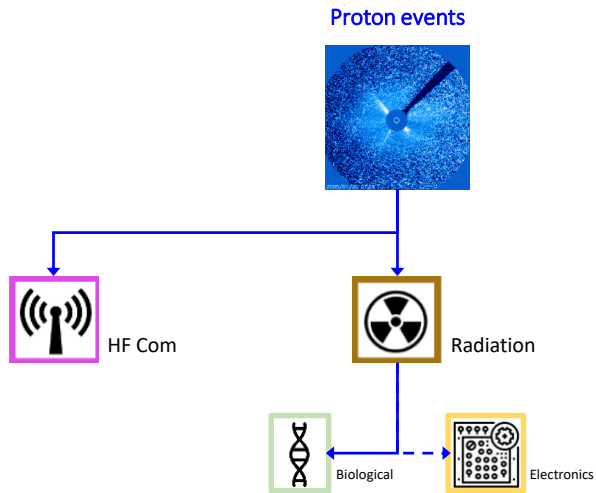 Proton events
HF Com
Radiation
Biological
Electronics